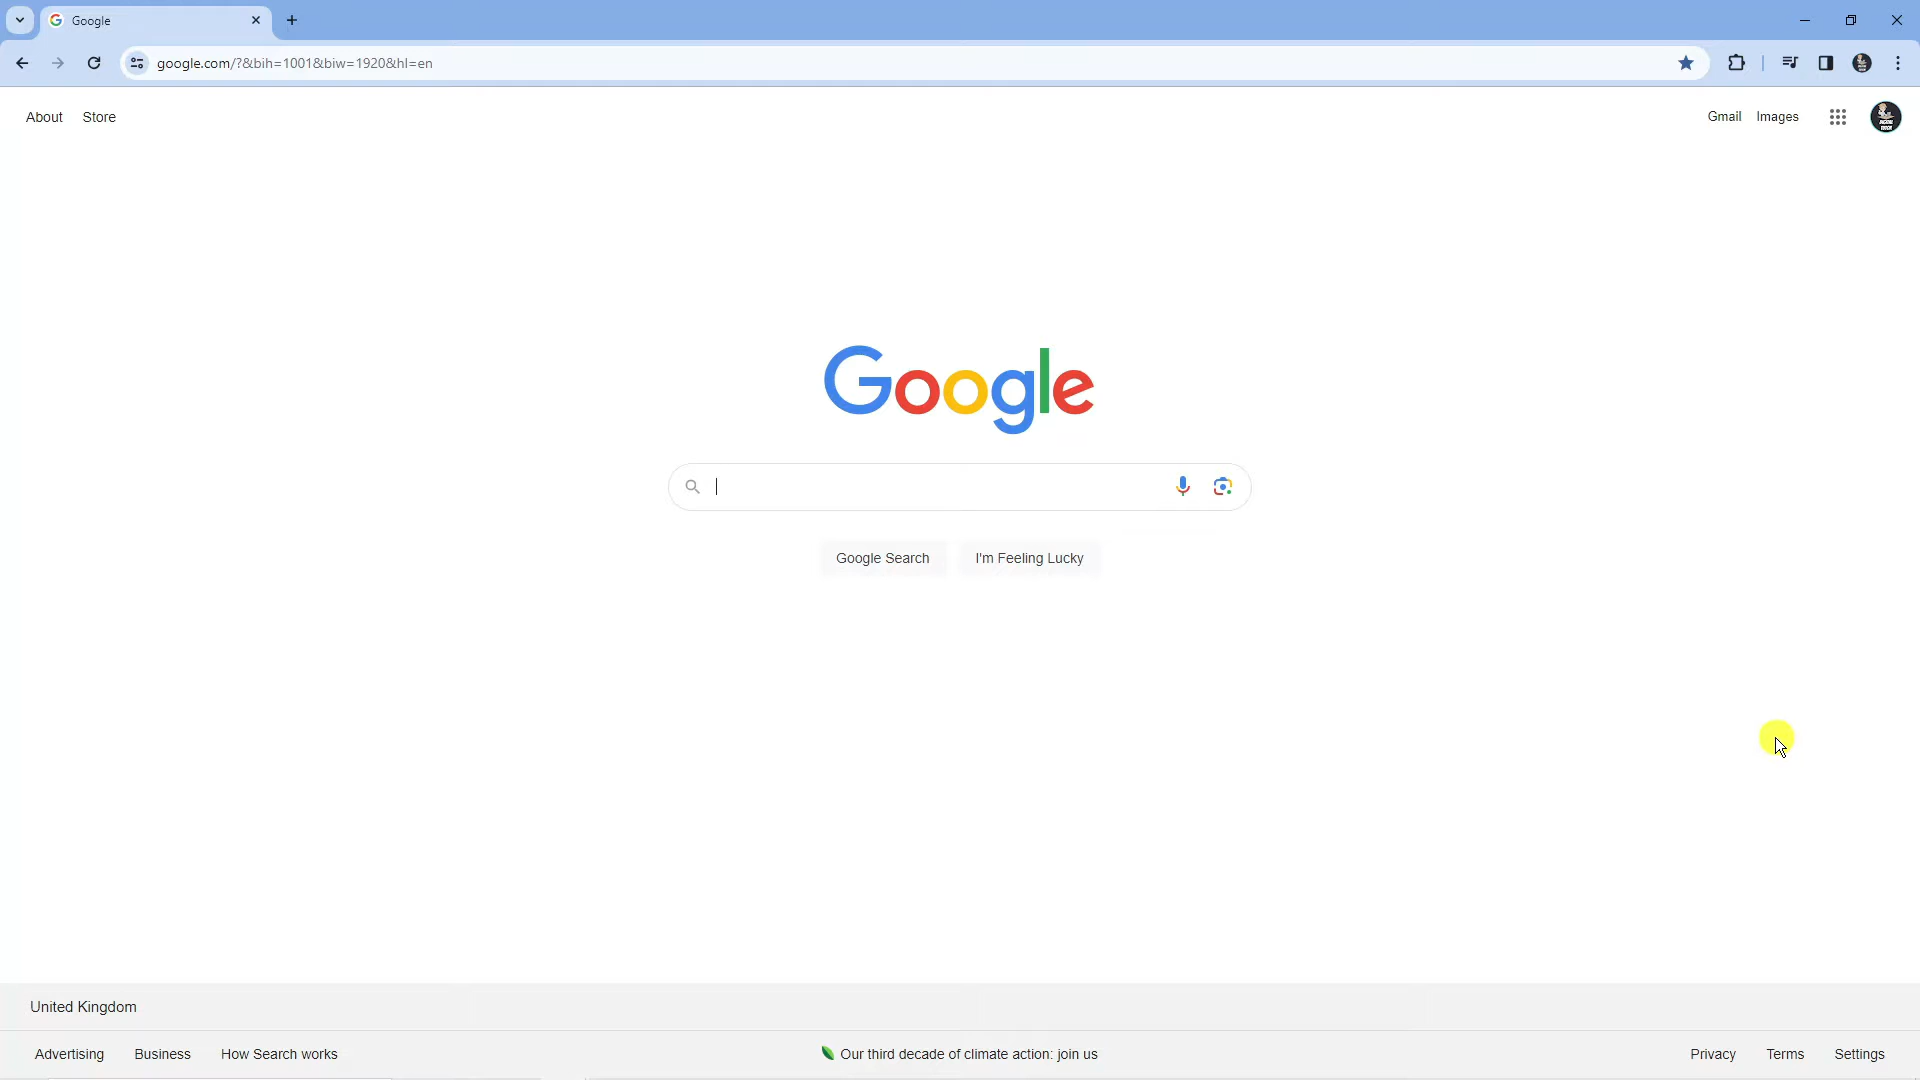 Google
google.com/?&bih=1001&biw=1920&hl=en
About Store
Gmail Images
Google
Google Search I'm Feeling Lucky
United Kingdom
Advertising Business How Search works
Our third decade of climate action: join us
Privacy Terms Settings